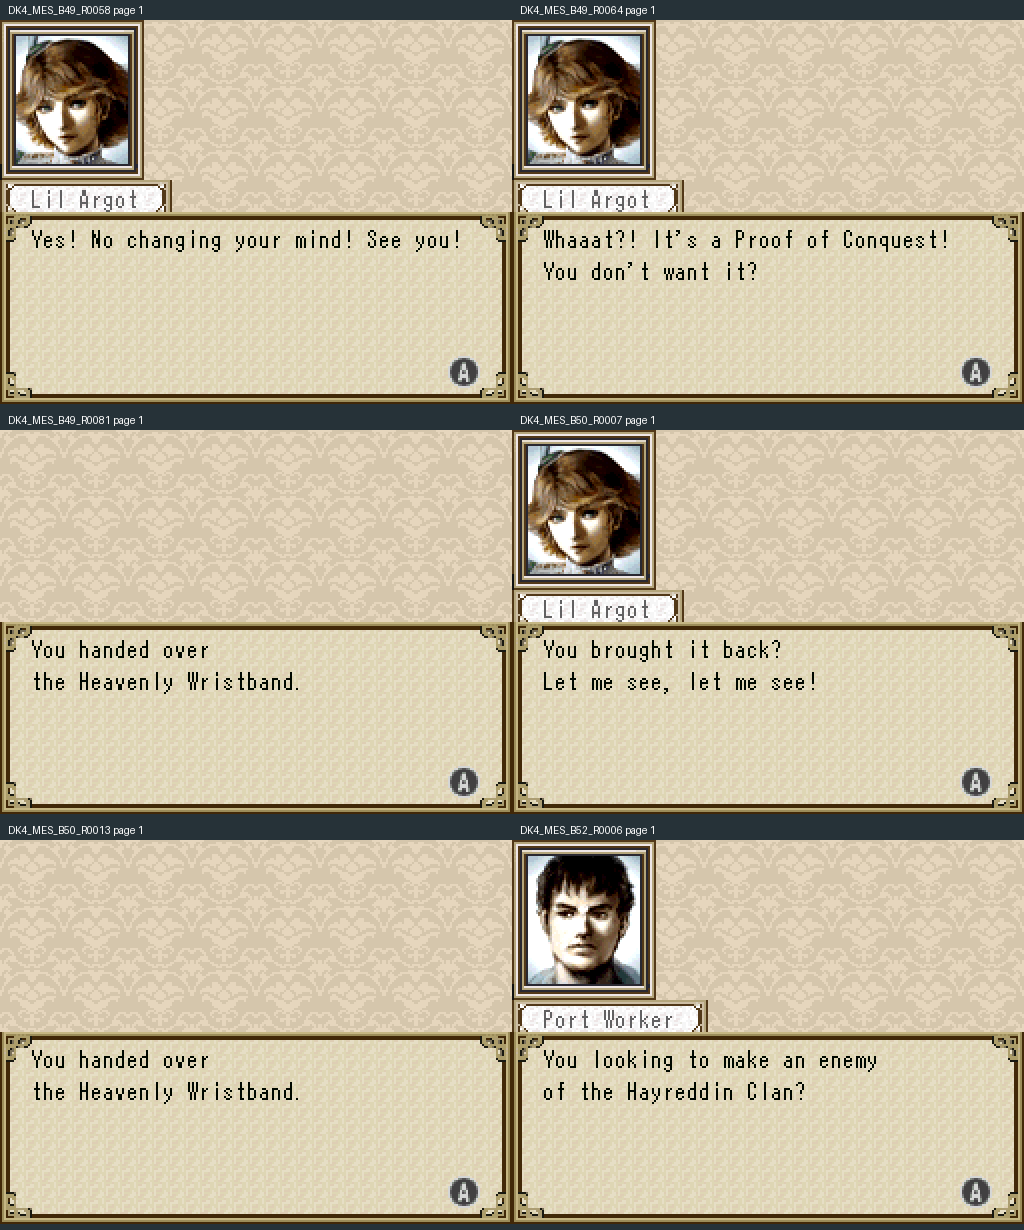 DK4_MES_B49_R0058 page 1
Lil Argot
Yes! No changing your mind! See you!
A
DK4_MES_B49_R0064 page 1
Lil Argot
Whaaat?! It's a Proof of Conquest!
You don't want it?
A
DK4_MES_B49_R0081 page 1
You handed over
the Heavenly Wristband.
A
DK4_MES_B50_R0007 page 1
Lil Argot
You brought it back?
Let me see, let me see!
A
DK4_MES_B50_R0013 page 1
You handed over
the Heavenly Wristband.
A
DK4_MES_B52_R0006 page 1
Port Worker
You looking to make an enemy
of the Hayreddin Clan?
A